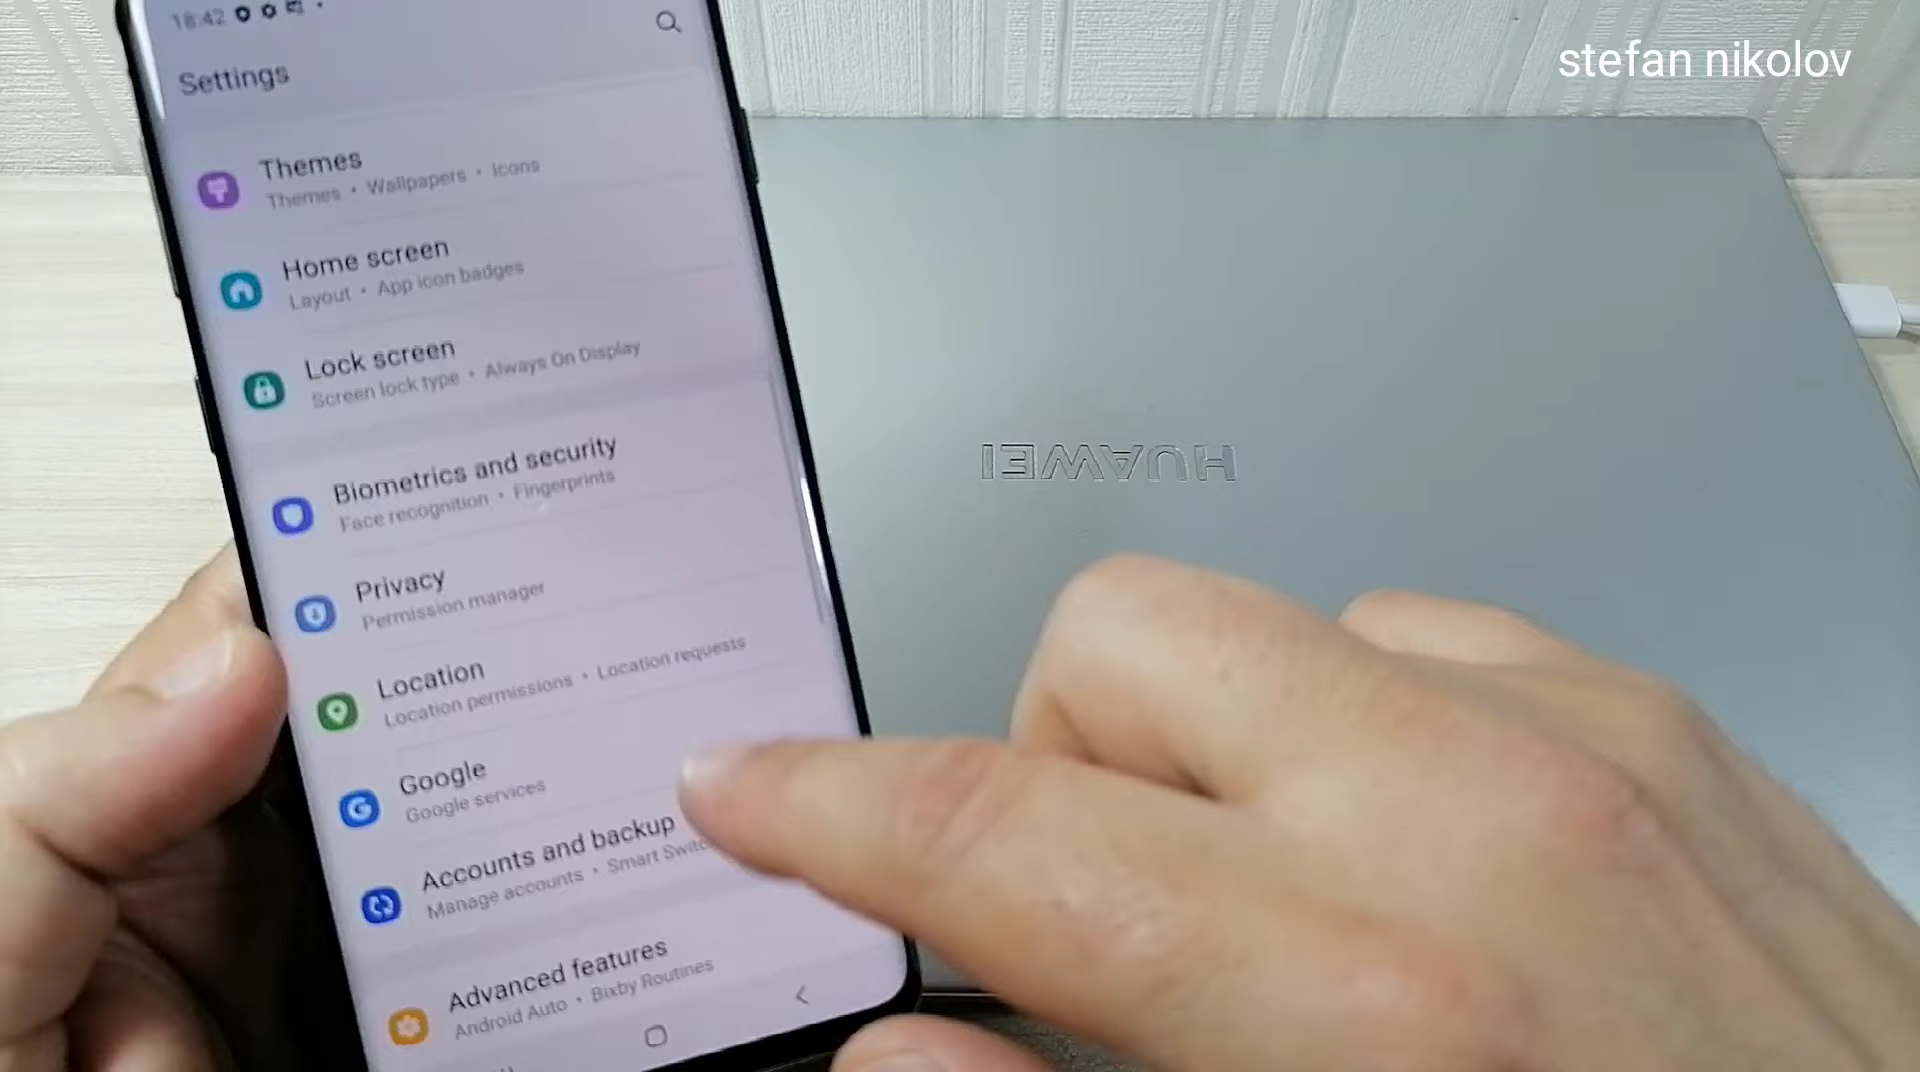 18:42
stefan nikolov
Settings
Themes
Themes • Wallpapers • Icons
Home screen
Layout • App icon badges
Lock screen
Screen lock type • Always On Display
HUAWEI
Biometrics and security
Face recognition • Fingerprints
Privacy
Permission manager
Location
Location permissions • Location requests
Google
Google services
Accounts and backup
Manage accounts • Smart
Advanced features
Android Auto • Bixby Routines